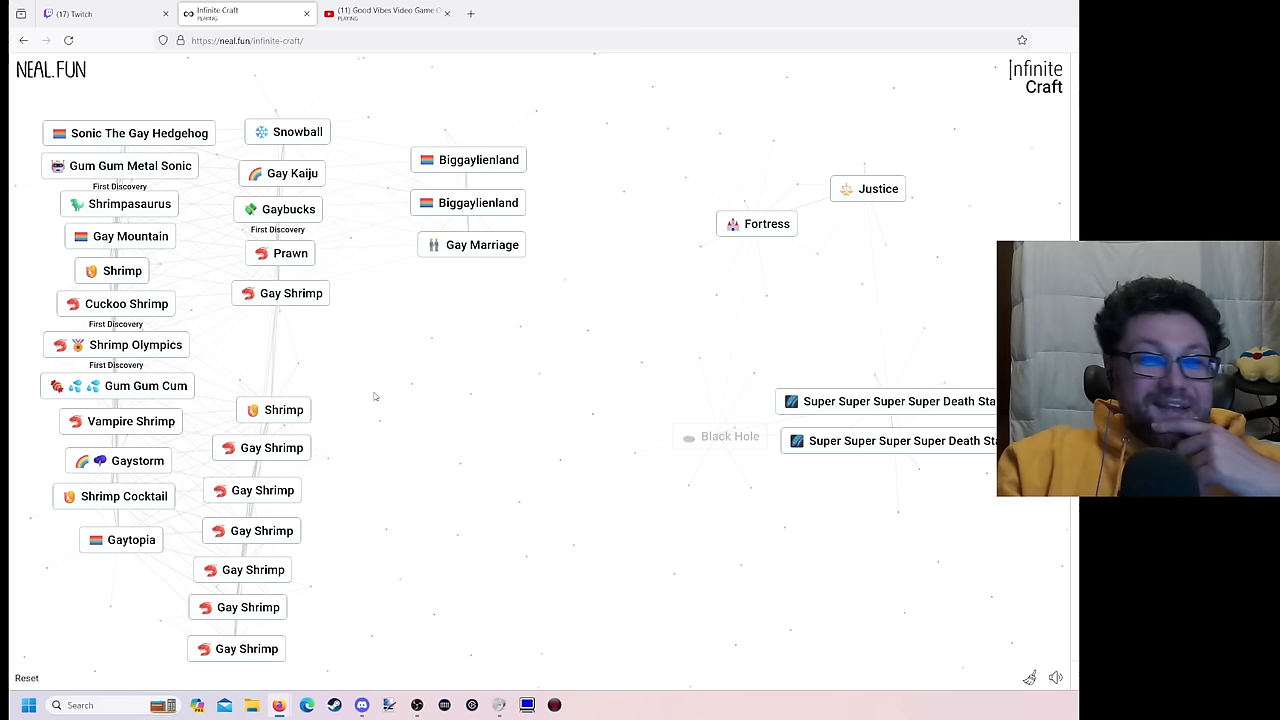 (17) Twitch
Infinite Craft
PLAYING
(11) Good Vibes Video Game
PLAYING
https://neal.fun/infinite-craft/
NEAL.FUN
Infinite
Craft
Sonic The Gay Hedgehog
Gum Gum Metal Sonic
First Discovery
Shrimpasaurus
Gay Mountain
Shrimp
Cuckoo Shrimp
First Discovery
Shrimp Olympics
First Discovery
Gum Gum Cum
Vampire Shrimp
Gaystorm
Shrimp Cocktail
Gaytopia
Snowball
Gay Kaiju
Gaybucks
First Discovery
Prawn
Gay Shrimp
Shrimp
Gay Shrimp
Gay Shrimp
Gay Shrimp
Gay Shrimp
Gay Shrimp
Gay Shrimp
Biggaylienland
Biggaylienland
Gay Marriage
Justice
Fortress
Super Super Super Super Death Sta
Black Hole
Super Super Super Super Death Sta
Reset
Search